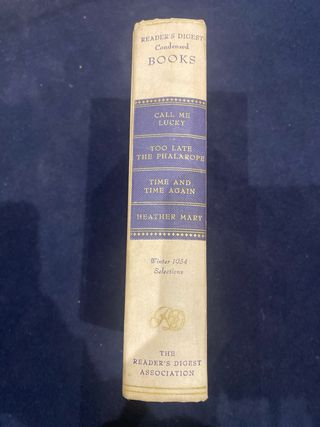 READER'S DIGEST
Condensed
BOOKS
CALL ME
LUCKY
TOO LATE
THE PHALAROPE
TIME AND
TIME AGAIN
HEATHER MARY
Winter 1954
Selections
THE
READER'S DIGEST
ASSOCIATION